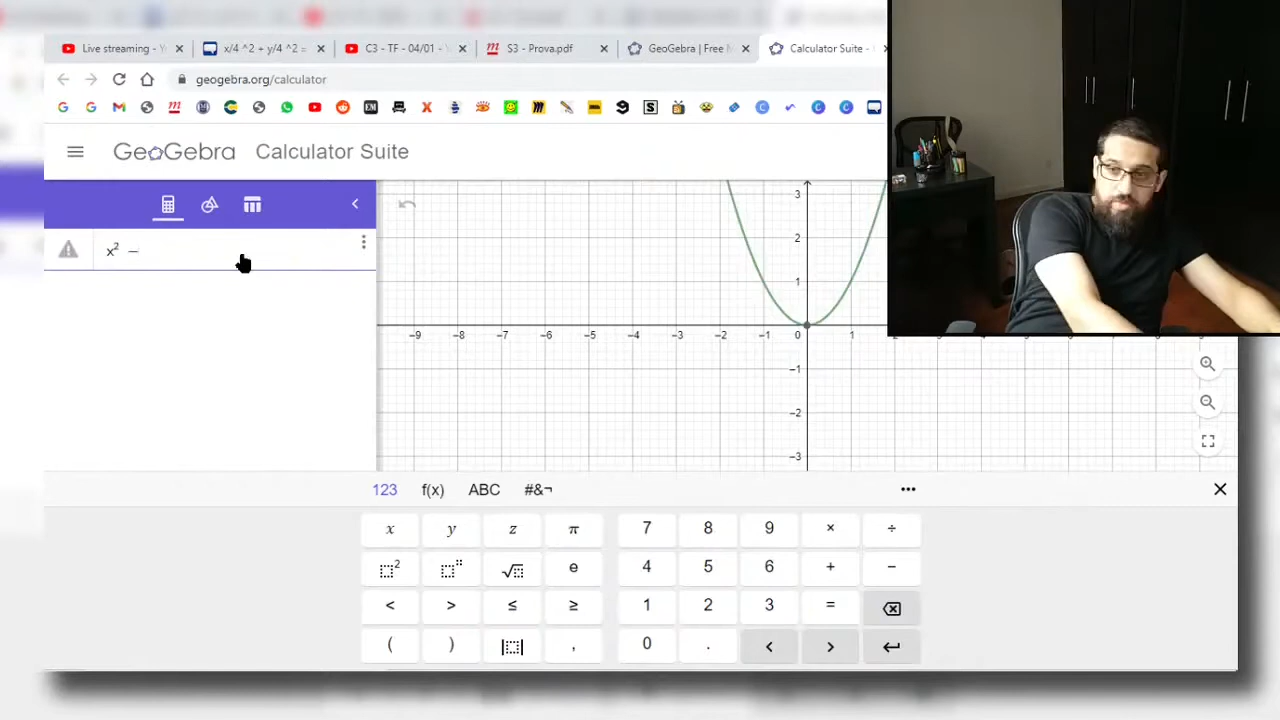 Live streaming - Y
x/4 ^2 + y/4 ^2 =
C3 - TF - 04/01 -
S3 - Prova.pdf
GeoGebra | Free M
Calculator Suite -
geogebra.org/calculator
GeoGebra Calculator Suite
x² −
3
2
1
−9 −8 −7 −6 −5 −4 −3 −2 −1 0 1
−1
−2
−3
123 f(x) ABC #&¬ •••
x y z π 7 8 9 × ÷
□² □ √ e 4 5 6 + −
< > ≤ ≥ 1 2 3 =
( ) |□| , 0 . < >